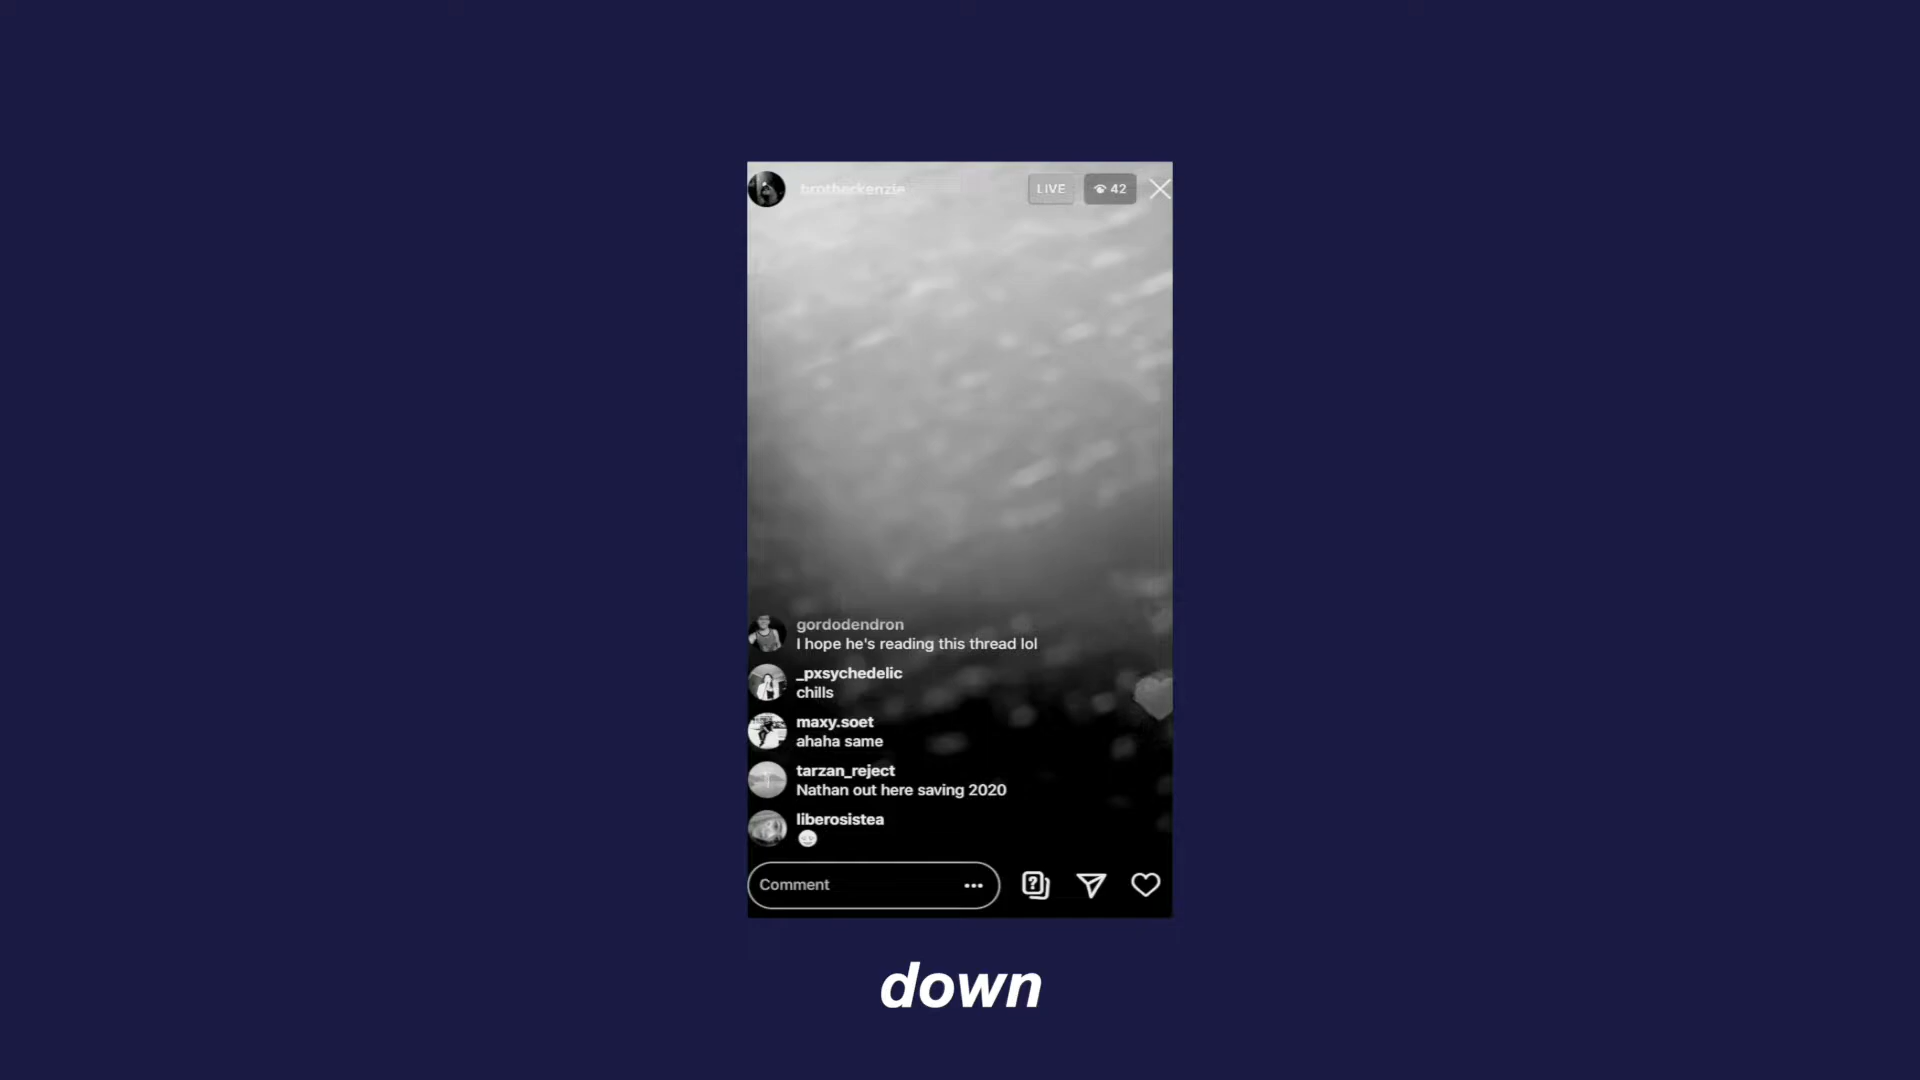 brotherkenzie LIVE 42
gordodendron
I hope he's reading this thread lol
_pxsychedelic
chills
maxy.soet
ahaha same
tarzan_reject
Nathan out here saving 2020
liberosistea
Comment
down